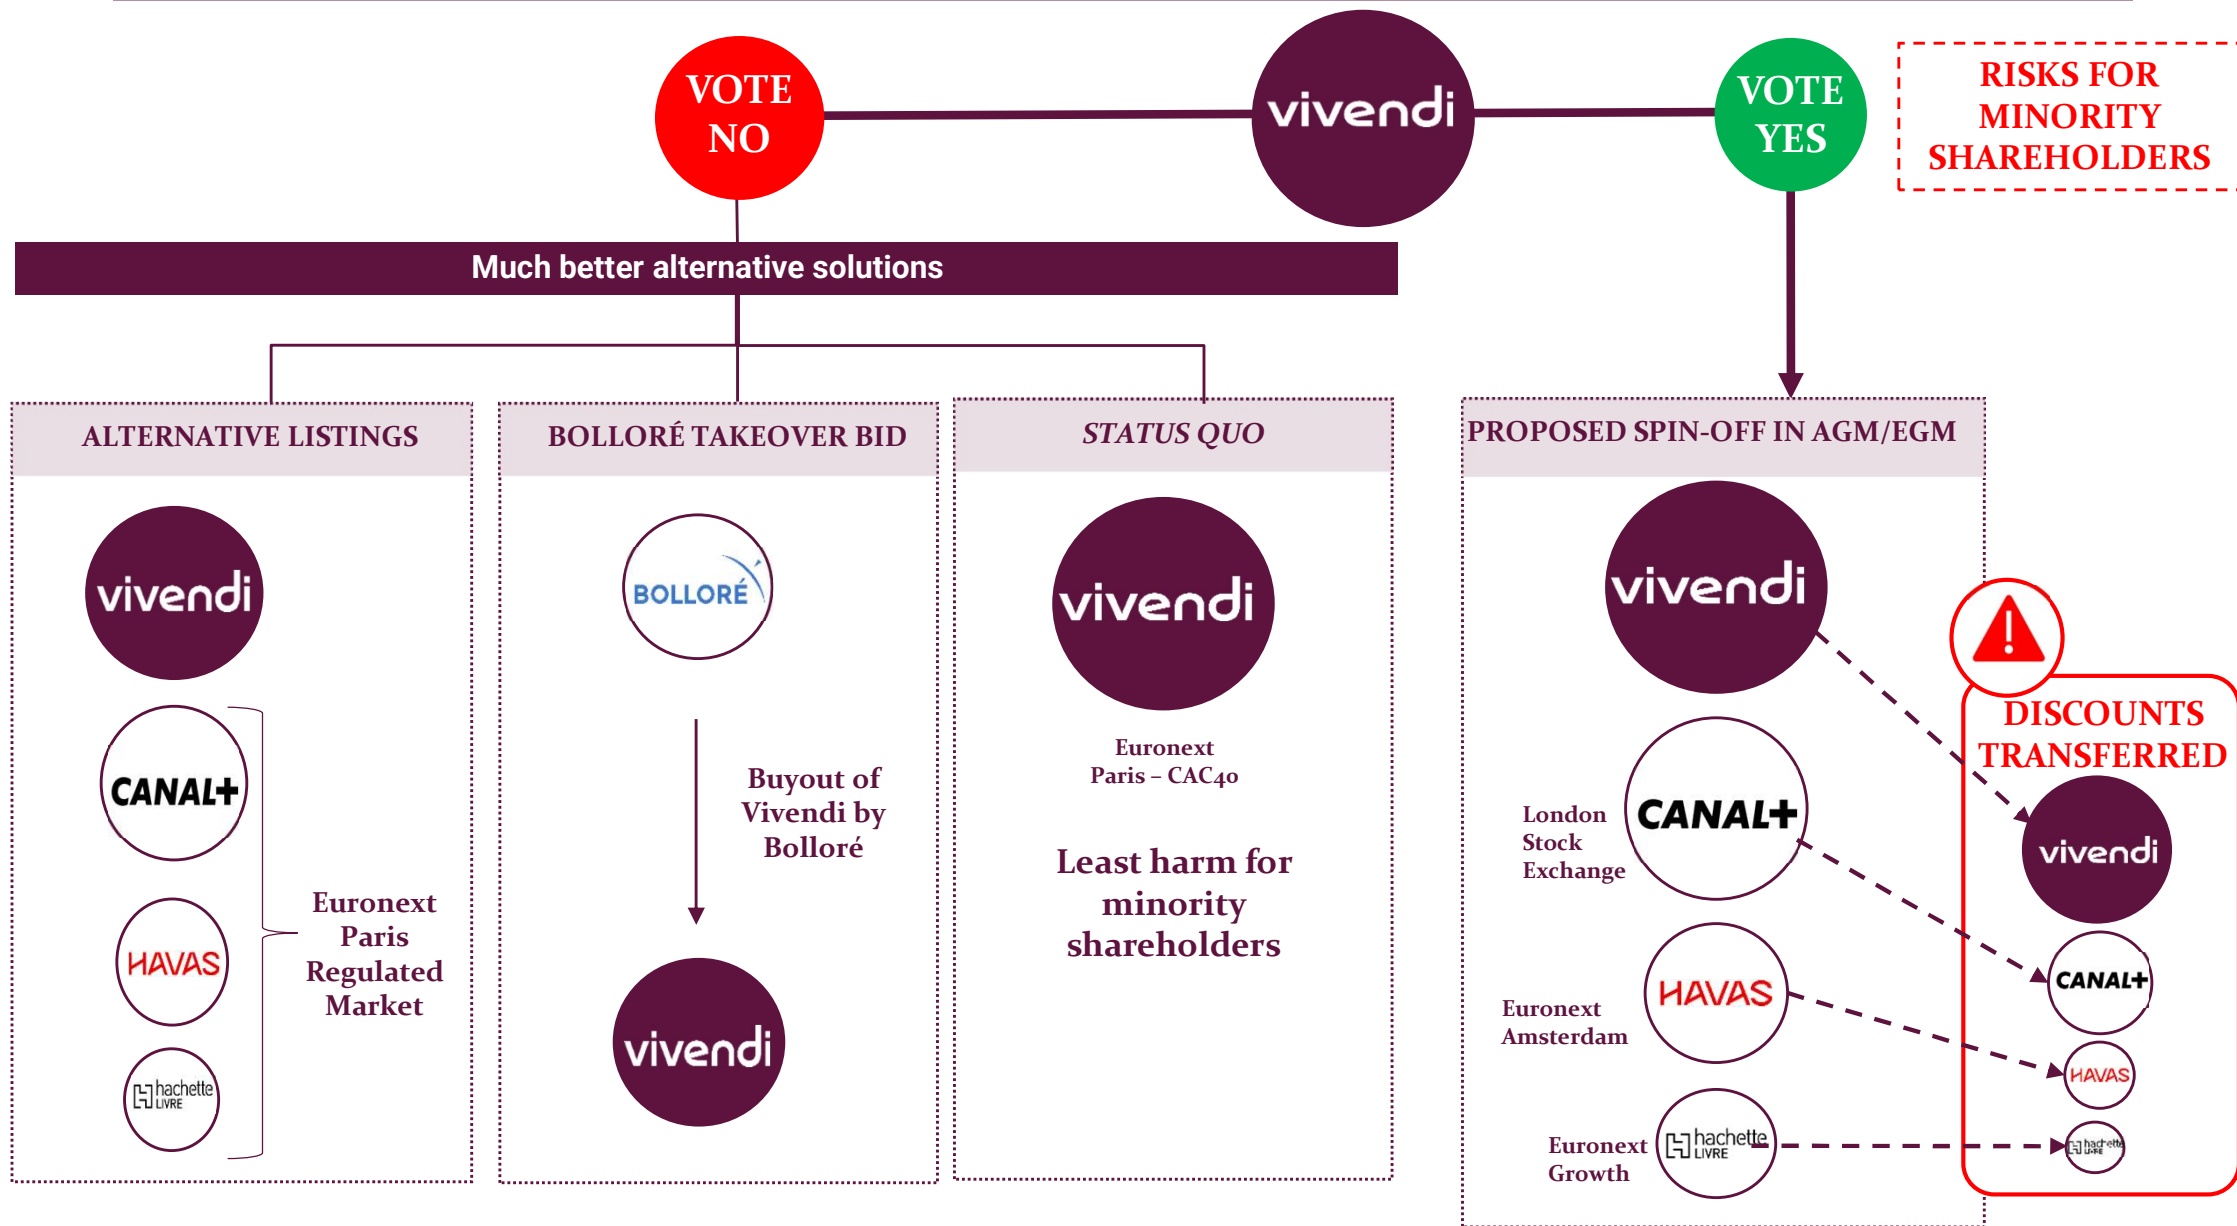 VOTE
NO
vivendi
VOTE
YES
RISKS FOR
MINORITY
SHAREHOLDERS
Much better alternative solutions
ALTERNATIVE LISTINGS
vivendi
CANAL+
HAVAS
hachette
LIVRE
Euronext
Paris
Regulated
Market
BOLLORÉ TAKEOVER BID
BOLLORÉ
Buyout of
Vivendi by
Bolloré
vivendi
STATUS QUO
vivendi
Euronext
Paris – CAC40
Least harm for
minority
shareholders
PROPOSED SPIN-OFF IN AGM/EGM
vivendi
London
Stock
Exchange
CANAL+
Euronext
Amsterdam
HAVAS
Euronext
Growth
hachette
LIVRE
DISCOUNTS
TRANSFERRED
vivendi
CANAL+
HAVAS
hachette
LIVRE